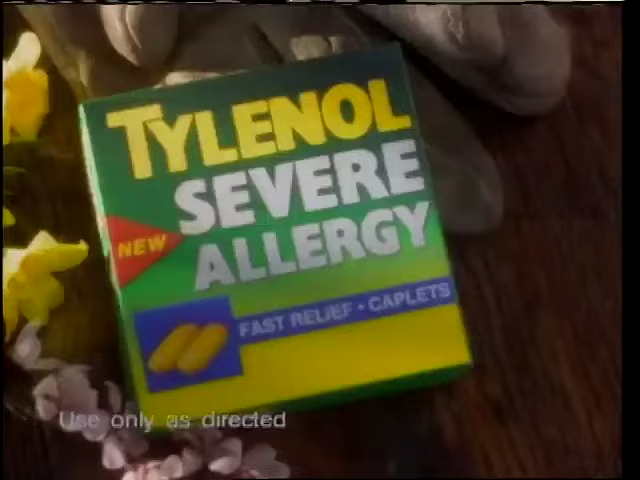 TYLENOL
SEVERE
ALLERGY
NEW
FAST RELIEF • CAPLETS
Use only as directed